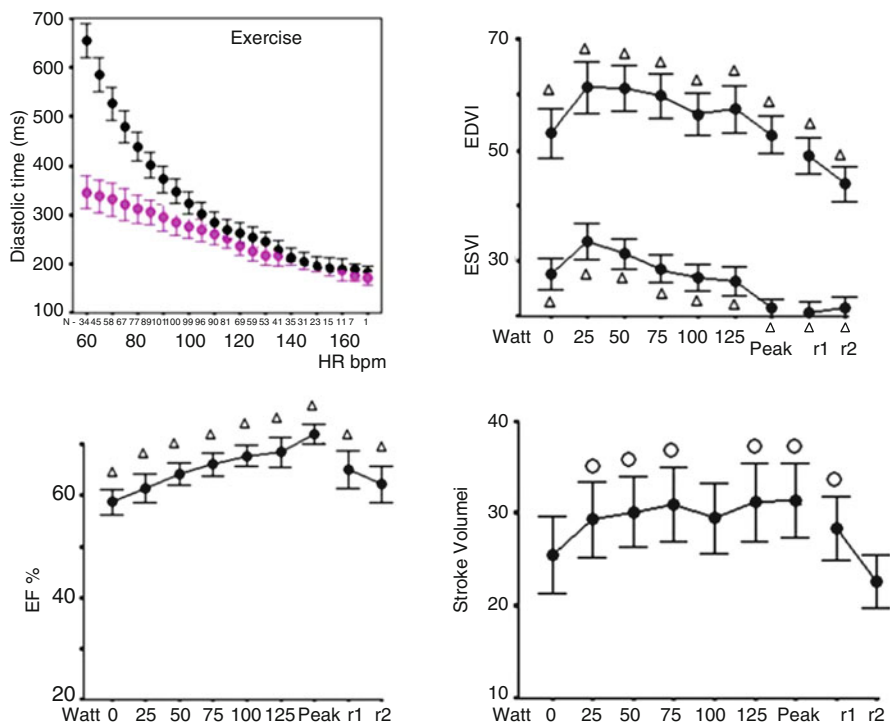 Exercise
Diastolic time (ms)
700
600
500
400
300
200
100
N - 34 45 58 67 77 89 101 100 99 96 90 81 69 59 53 41 35 31 23 15 11 7 1
60 80 100 120 140 160
HR bpm
EDVI
ESVI
70
50
30
Watt 0 25 50 75 100 125 Peak r1 r2
EF %
60
40
20
Watt 0 25 50 75 100 125 Peak r1 r2
Stroke Volumei
40
30
20
10
Watt 0 25 50 75 100 125 Peak r1 r2